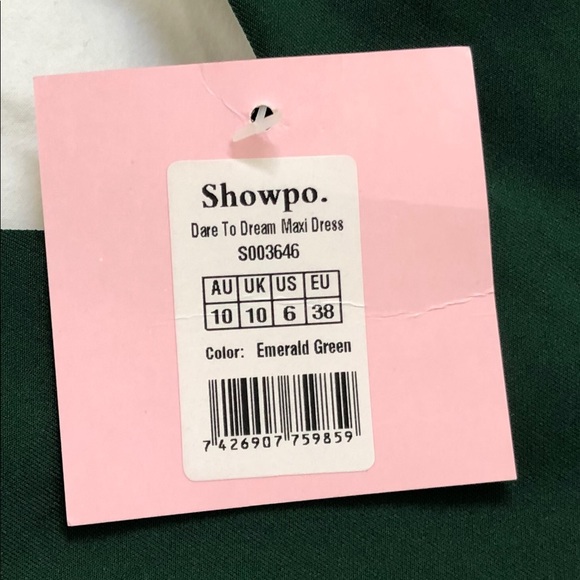 Showpo.
Dare To Dream Maxi Dress
S003646
AU UK US EU
10 10 6 38
Color: Emerald Green
7 426907 759859